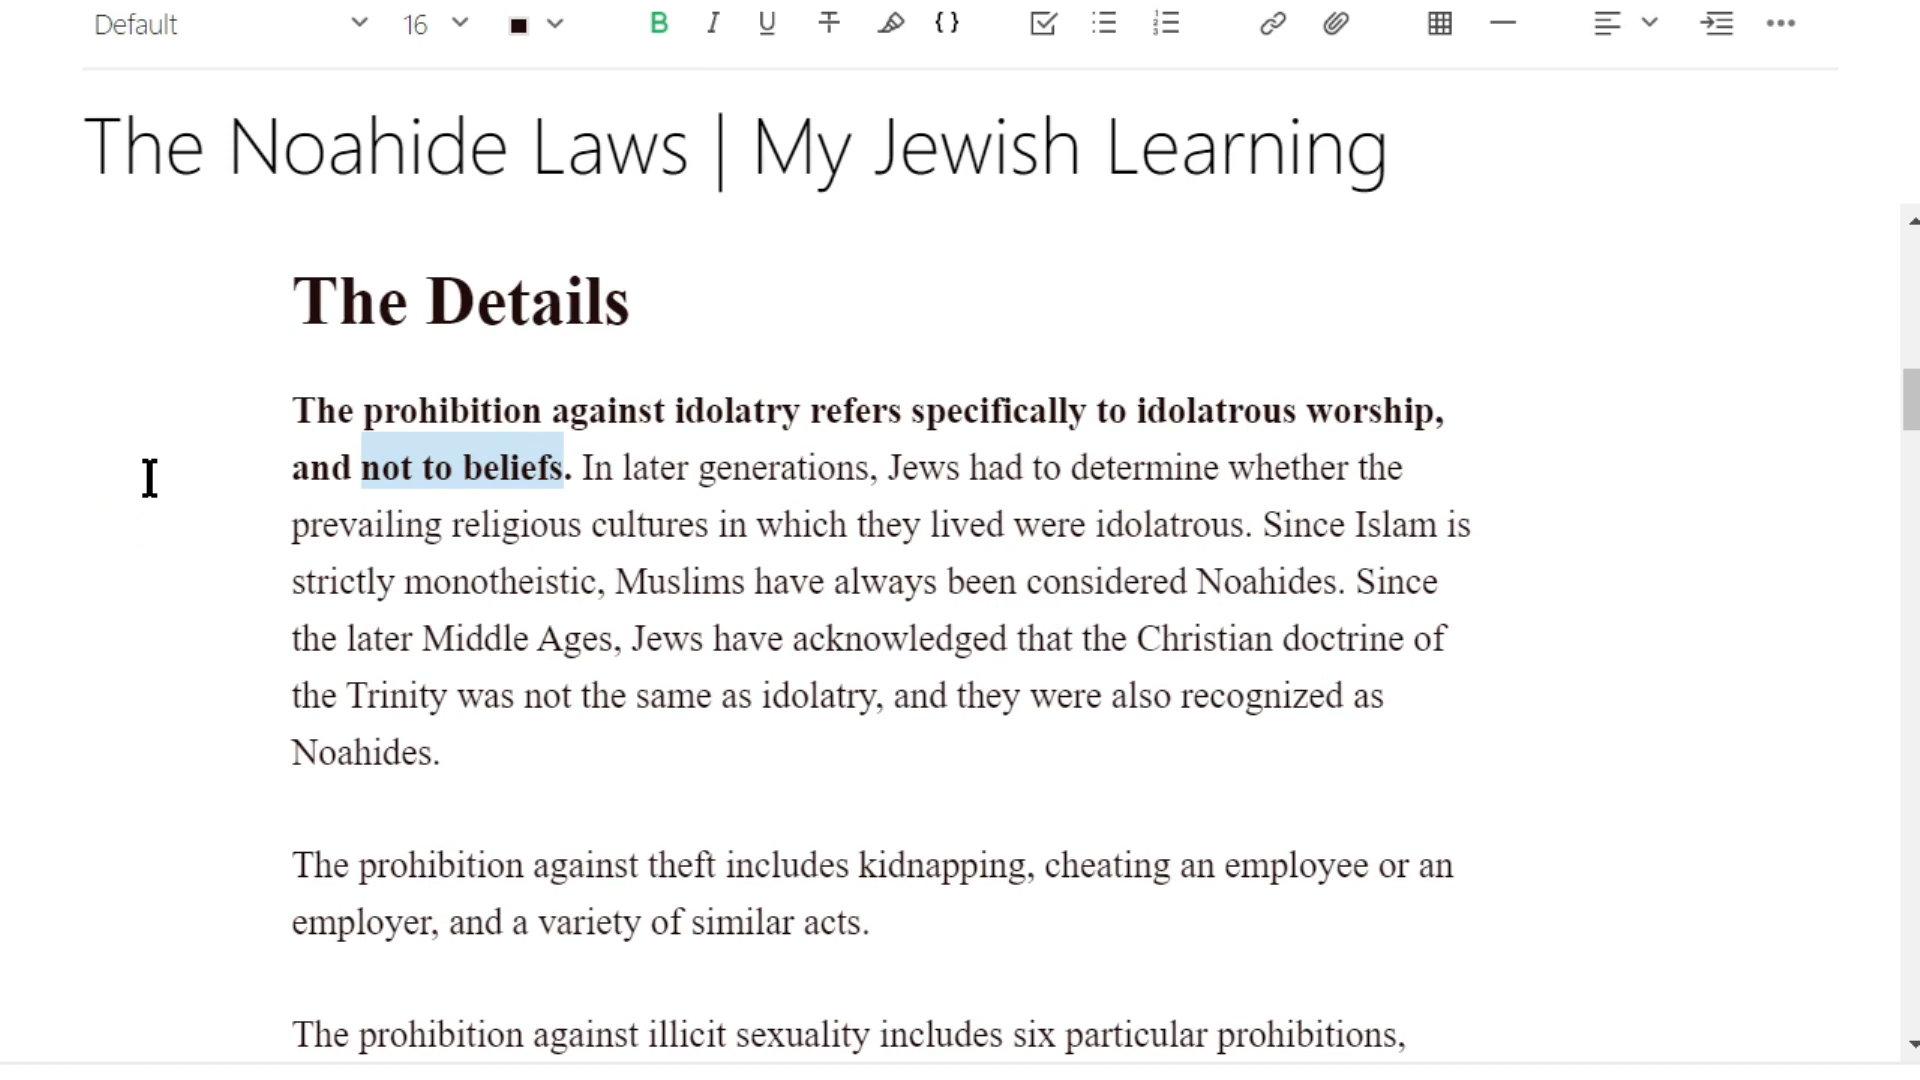 Default 16 B I U T {}
The Noahide Laws | My Jewish Learning
The Details
The prohibition against idolatry refers specifically to idolatrous worship,
and not to beliefs. In later generations, Jews had to determine whether the
prevailing religious cultures in which they lived were idolatrous. Since Islam is
strictly monotheistic, Muslims have always been considered Noahides. Since
the later Middle Ages, Jews have acknowledged that the Christian doctrine of
the Trinity was not the same as idolatry, and they were also recognized as
Noahides.
The prohibition against theft includes kidnapping, cheating an employee or an
employer, and a variety of similar acts.
The prohibition against illicit sexuality includes six particular prohibitions,